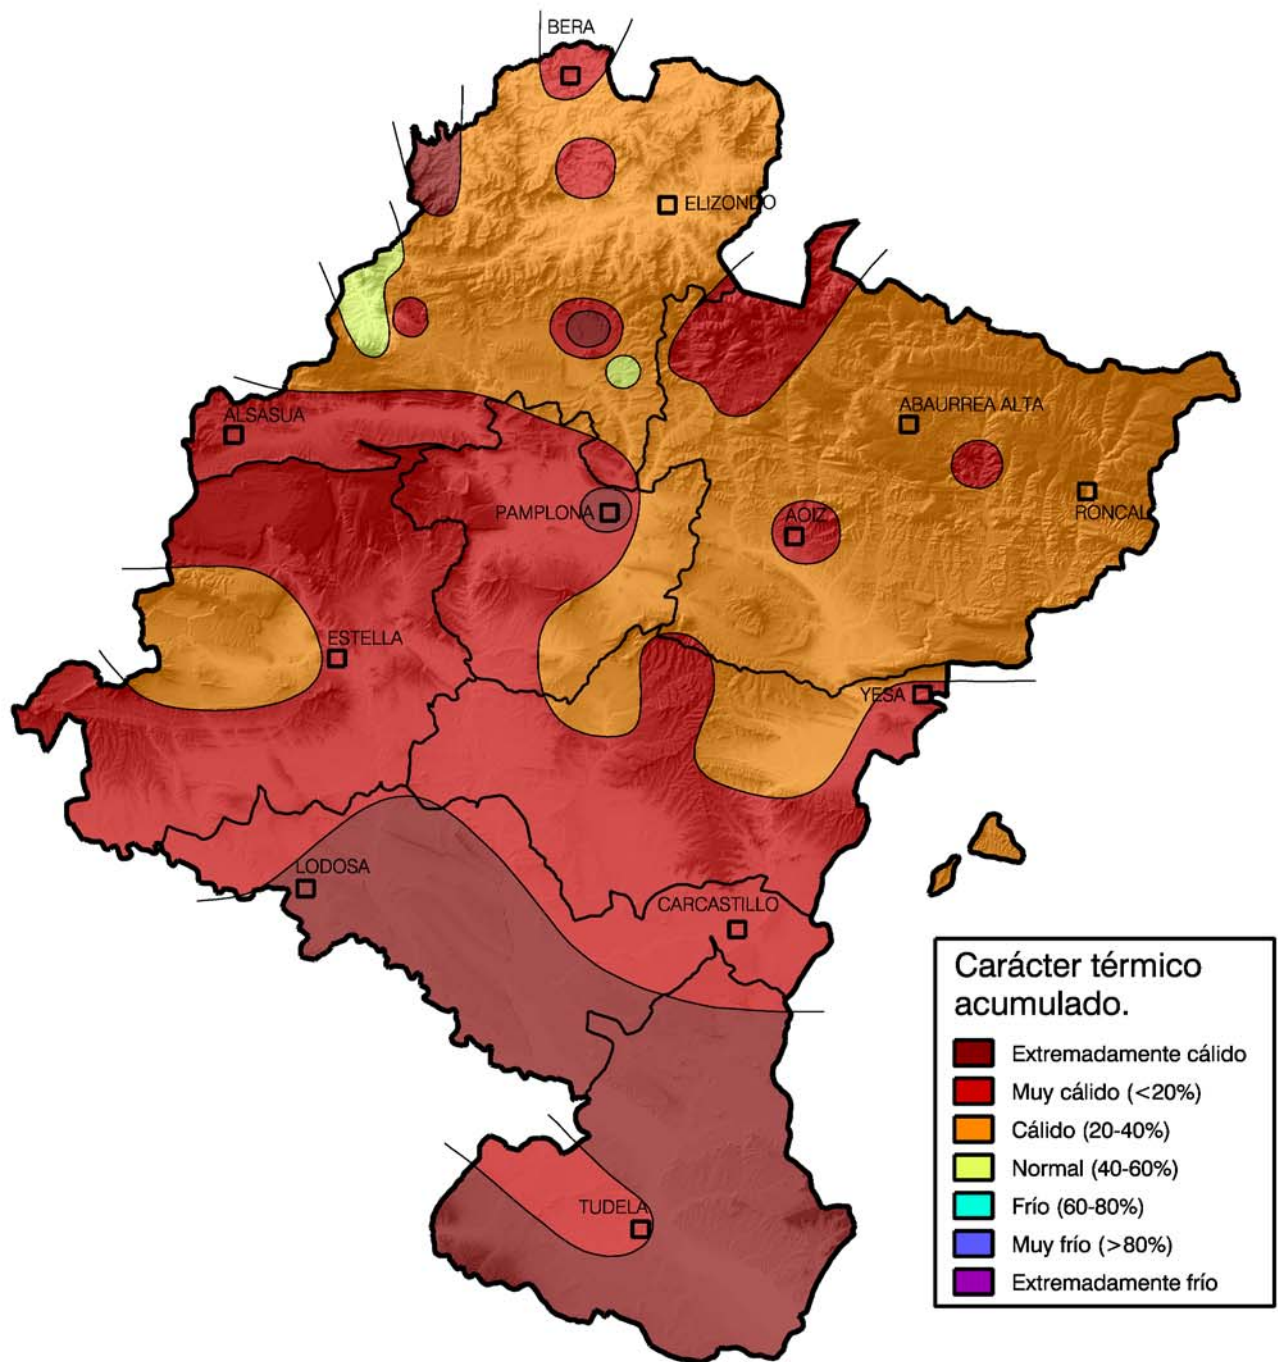 BERA
ELIZONDO
ALSASUA
ABAURREA ALTA
PAMPLONA
AOIZ
RONCAL
ESTELLA
YESA
LODOSA
CARCASTILLO
TUDELA
Carácter térmico
acumulado.
Extremadamente cálido
Muy cálido (<20%)
Cálido (20-40%)
Normal (40-60%)
Frío (60-80%)
Muy frío (>80%)
Extremadamente frío